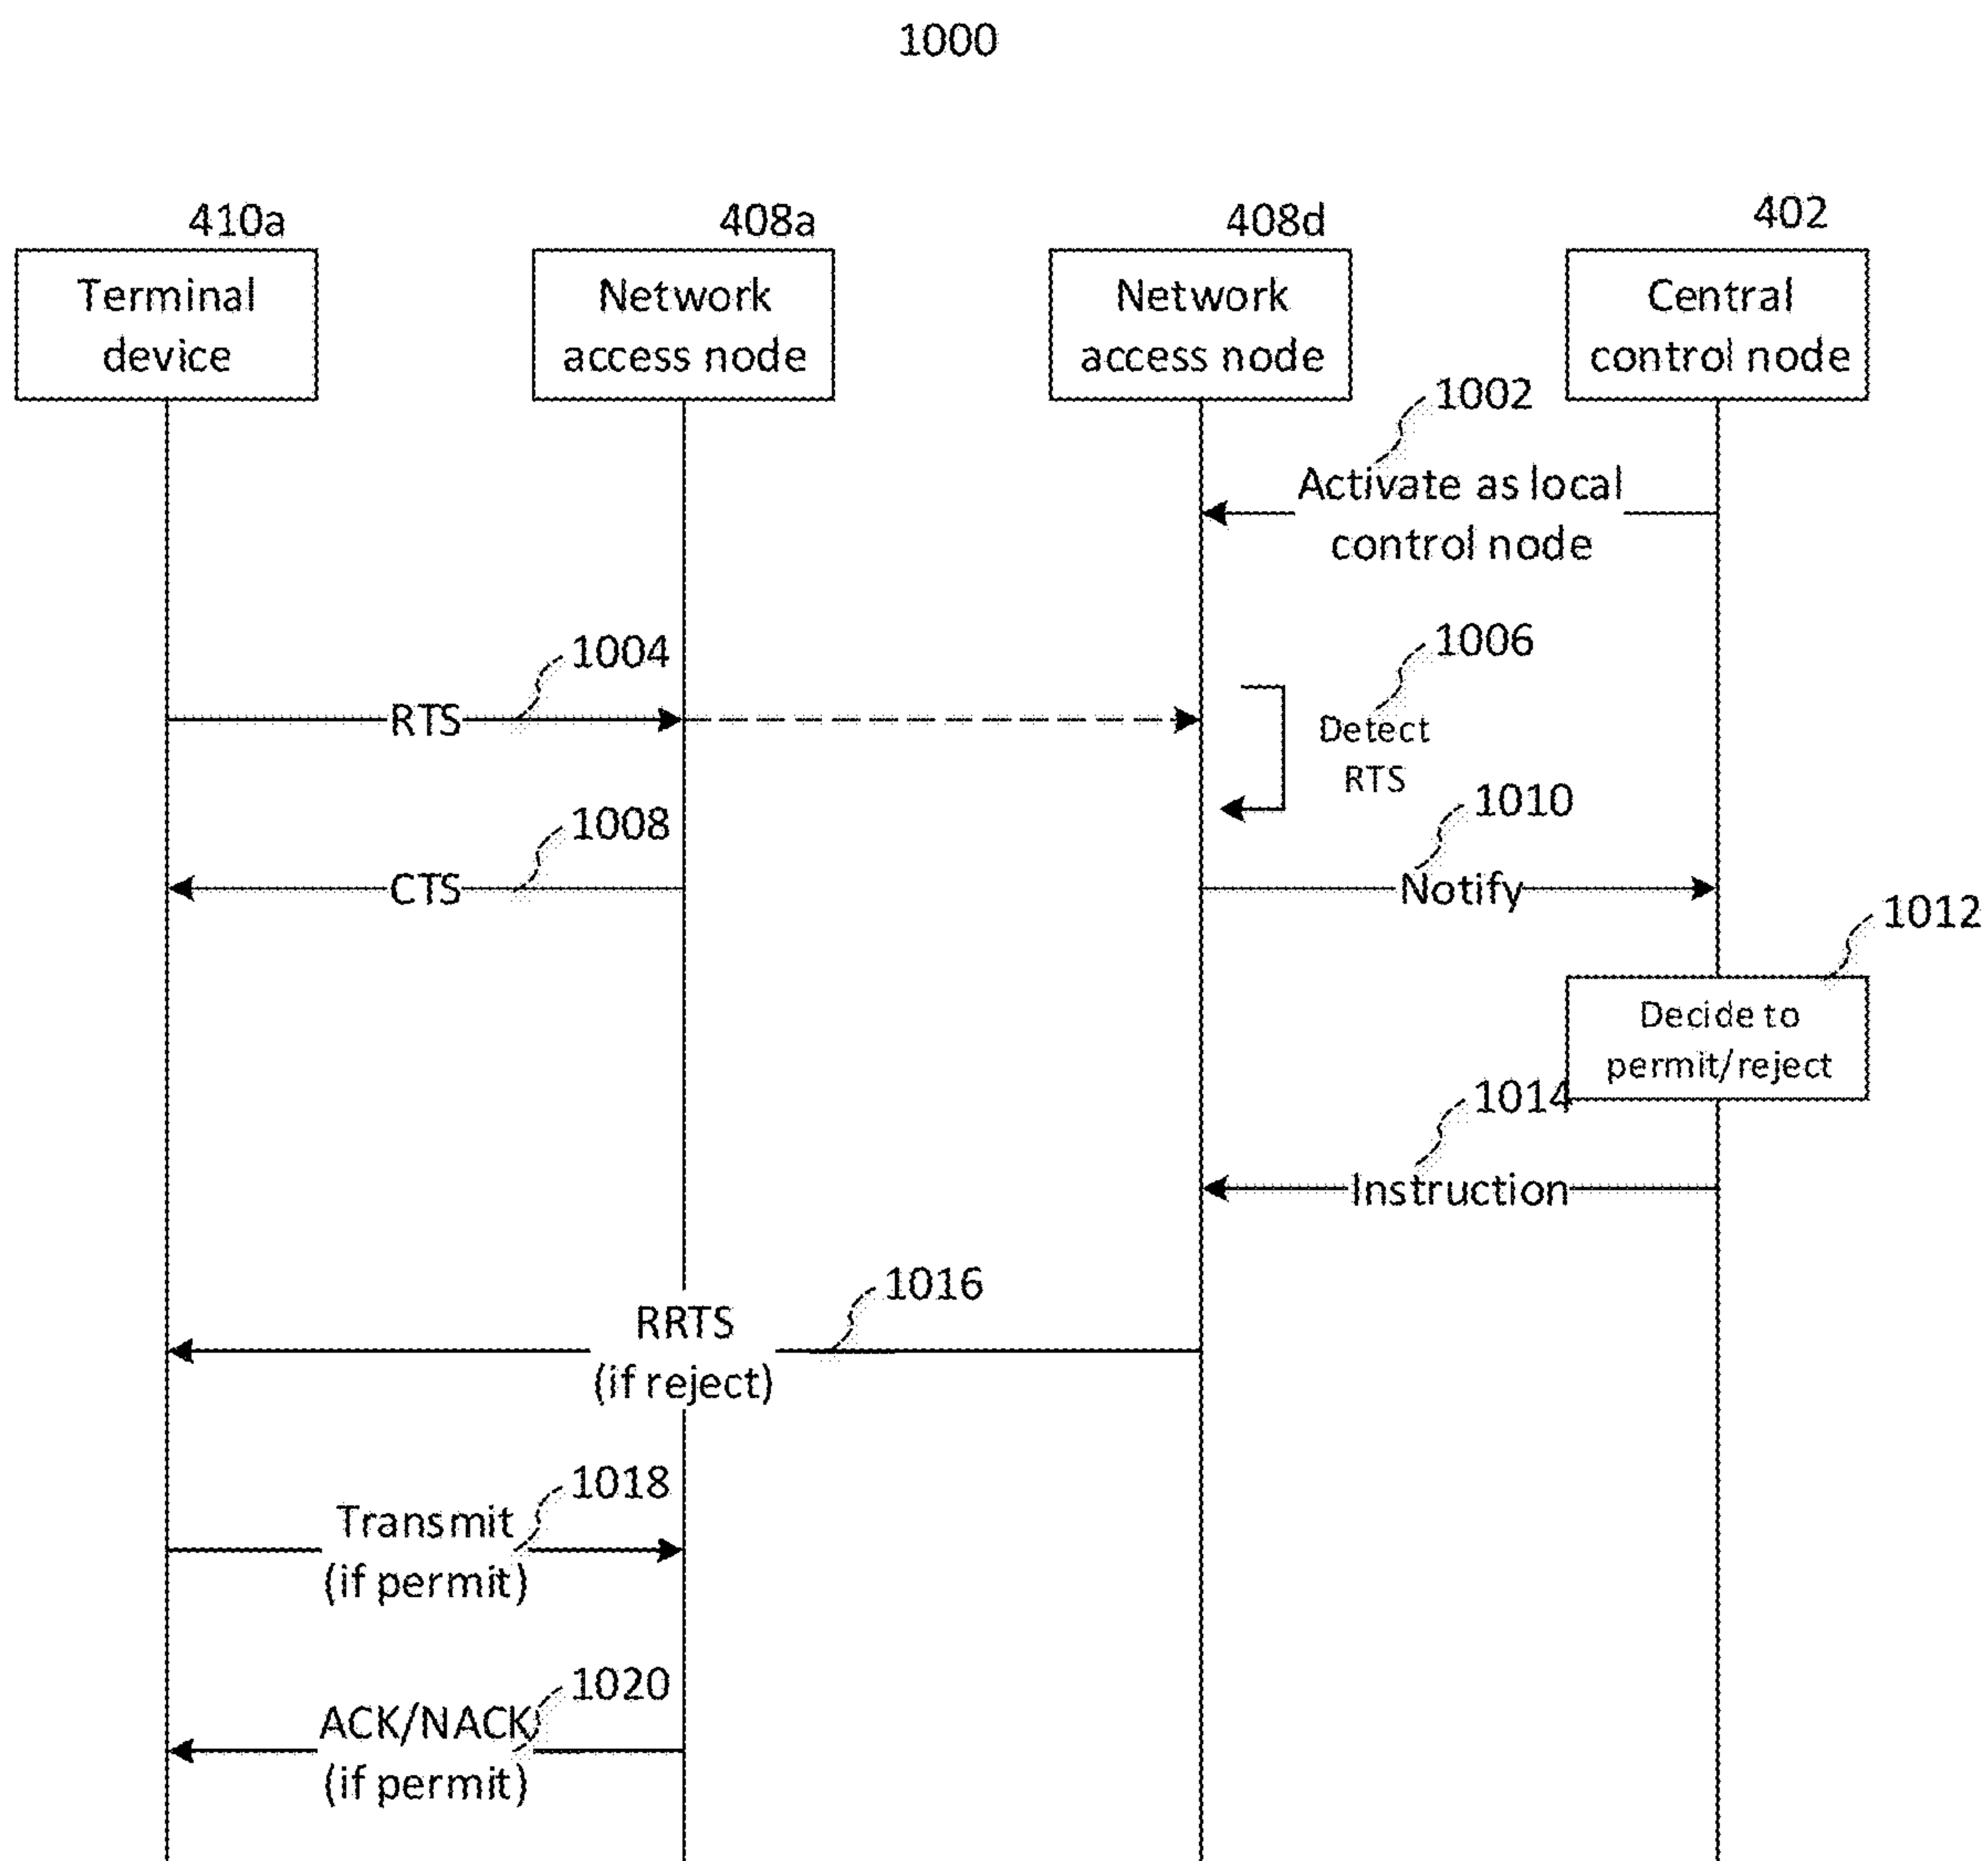 1000
410a
408a
408d
402
Terminal
device
Network
access node
Network
access node
Central
control node
1002
Activate as local
control node
1004
RTS
1006
Detect
RTS
1008
CTS
1010
Notify
1012
Decide to
permit/reject
1014
Instruction
1016
RRTS
(if reject)
1018
Transmit
(if permit)
1020
ACK/NACK
(if permit)